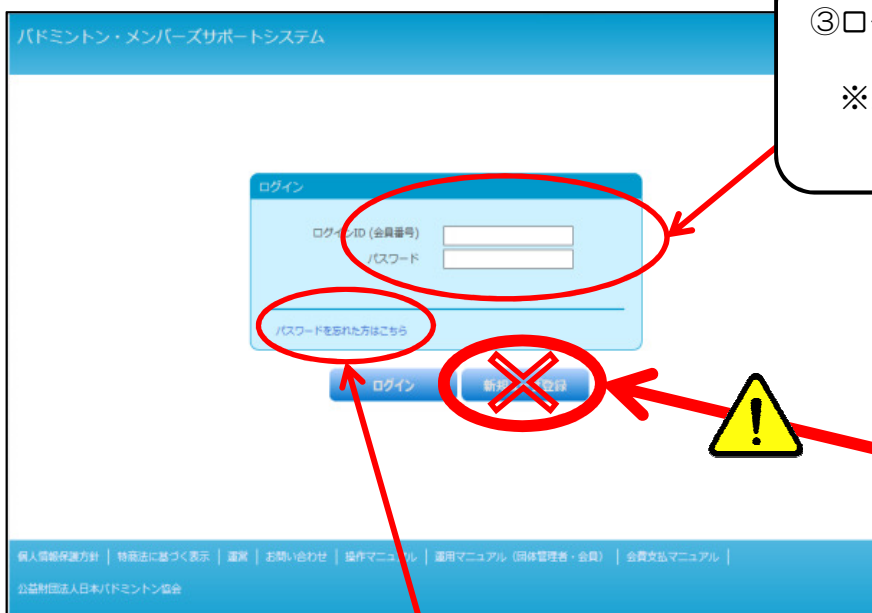 ③ロ
※
バドミントン・メンバーズサポートシステム
ログイン
ログインID (会員番号)
パスワード
パスワードを忘れた方はこちら
ログイン 新規 登録
個人情報保護方針 | 特商法に基づく表示 | 運営 | お問い合わせ | 操作マニュアル | 運用マニュアル (団体管理者・会員) | 会費支払マニュアル |
公益財団法人日本バドミントン協会